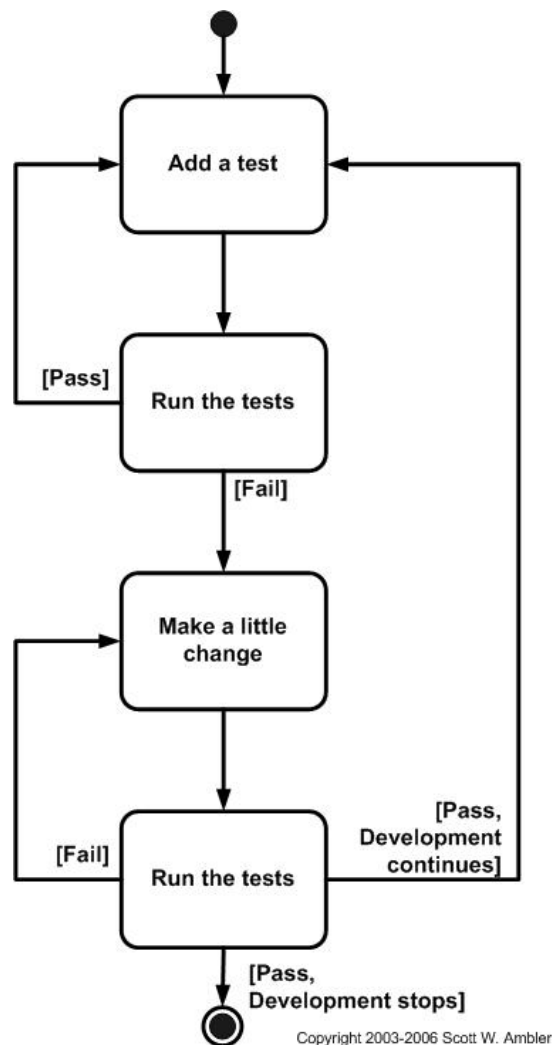 Add a test
[Pass]
Run the tests
[Fail]
Make a little
change
[Pass,
Development
continues]
[Fail]
Run the tests
[Pass,
Development stops]
Copyright 2003-2006 Scott W. Ambler